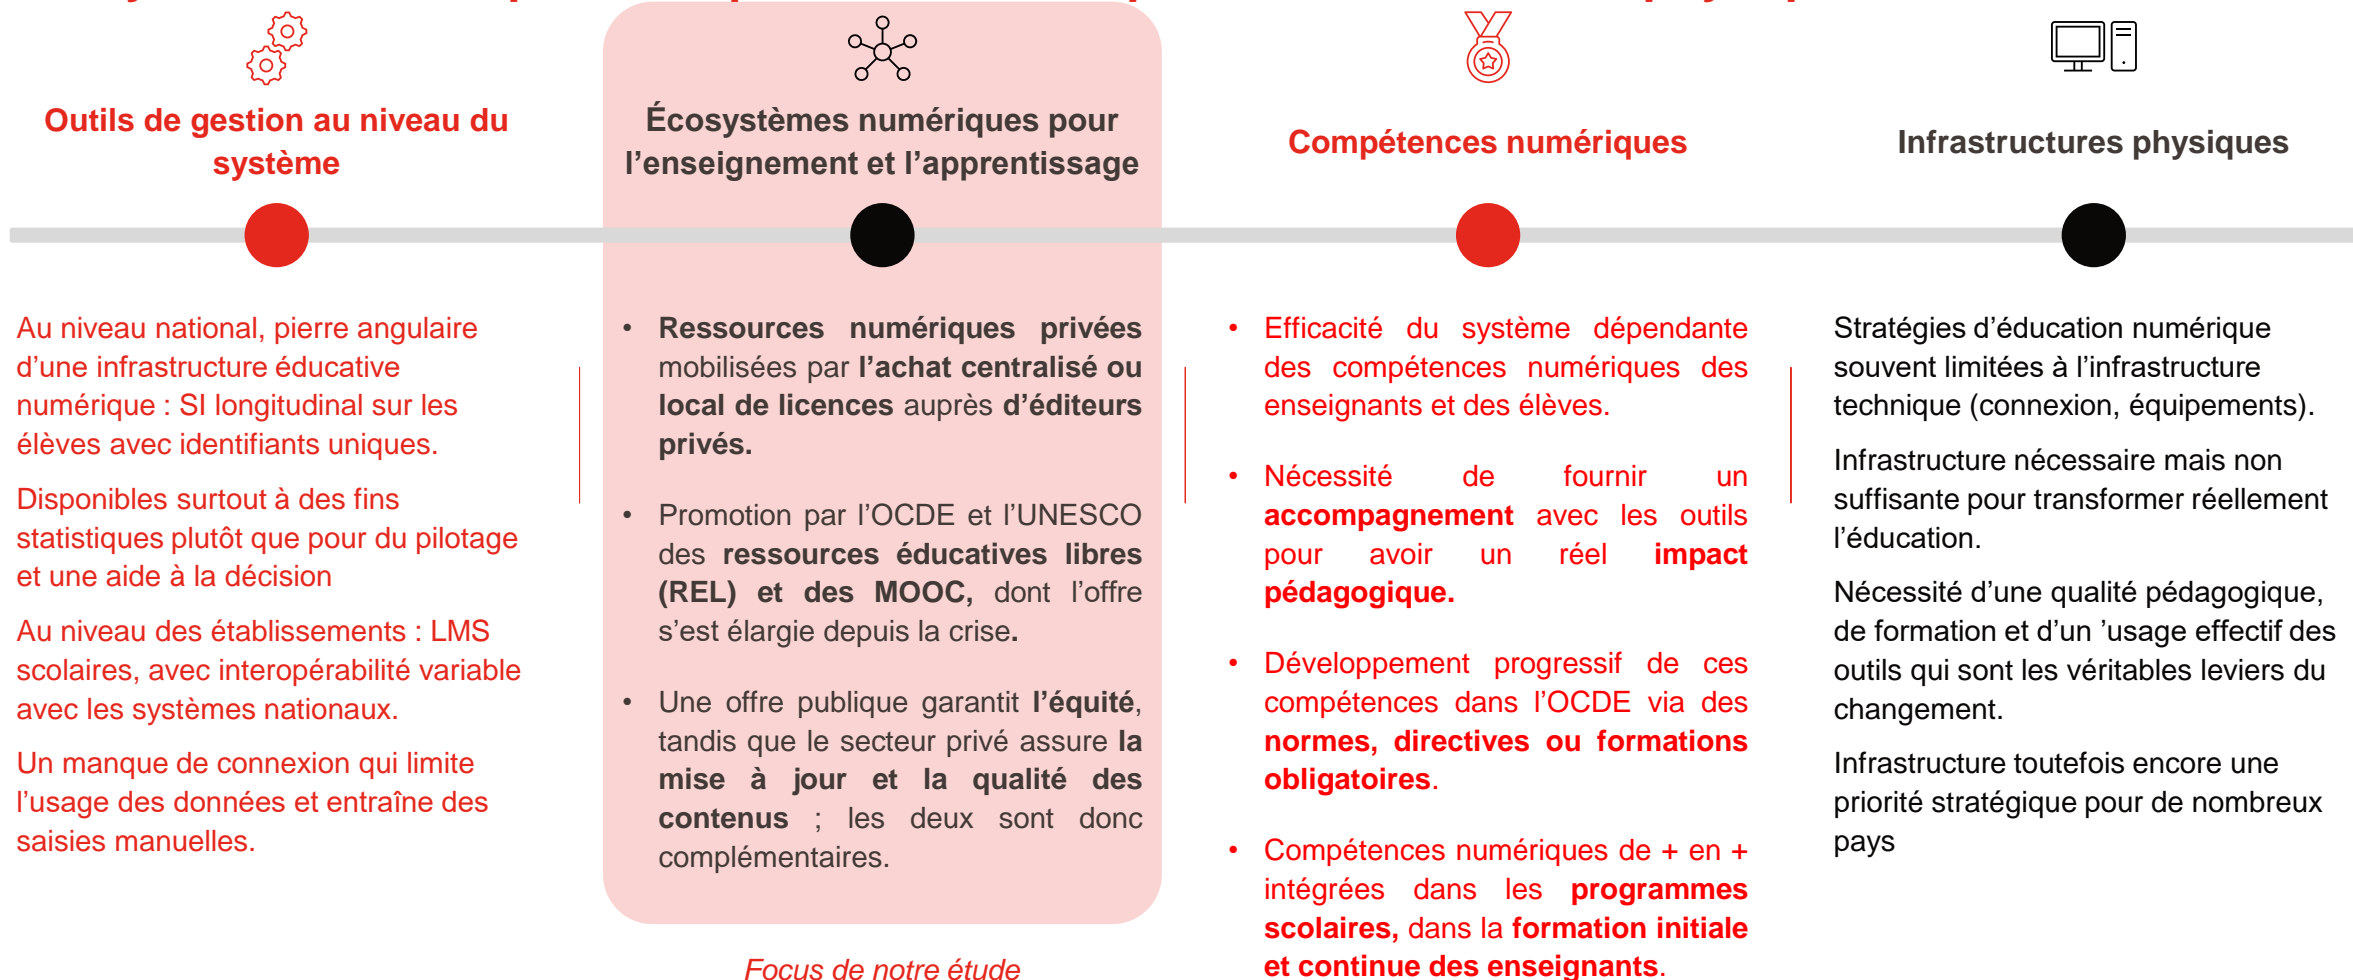 Outils de gestion au niveau du
système
Au niveau national, pierre angulaire
d’une infrastructure éducative
numérique : SI longitudinal sur les
élèves avec identifiants uniques.
Disponibles surtout à des fins
statistiques plutôt que pour du pilotage
et une aide à la décision
Au niveau des établissements : LMS
scolaires, avec interopérabilité variable
avec les systèmes nationaux.
Un manque de connexion qui limite
l’usage des données et entraîne des
saisies manuelles.
Écosystèmes numériques pour
l’enseignement et l’apprentissage
• Ressources numériques privées
mobilisées par l’achat centralisé ou
local de licences auprès d’éditeurs
privés.
• Promotion par l’OCDE et l’UNESCO
des ressources éducatives libres
(REL) et des MOOC, dont l’offre
s’est élargie depuis la crise.
• Une offre publique garantit l’équité,
tandis que le secteur privé assure la
mise à jour et la qualité des
contenus ; les deux sont donc
complémentaires.
Focus de notre étude
Compétences numériques
• Efficacité du système dépendante
des compétences numériques des
enseignants et des élèves.
• Nécessité de fournir un
accompagnement avec les outils
pour avoir un réel impact
pédagogique.
• Développement progressif de ces
compétences dans l’OCDE via des
normes, directives ou formations
obligatoires.
• Compétences numériques de + en +
intégrées dans les programmes
scolaires, dans la formation initiale
et continue des enseignants.
Infrastructures physiques
Stratégies d’éducation numérique
souvent limitées à l’infrastructure
technique (connexion, équipements).
Infrastructure nécessaire mais non
suffisante pour transformer réellement
l’éducation.
Nécessité d’une qualité pédagogique,
de formation et d’un ’usage effectif des
outils qui sont les véritables leviers du
changement.
Infrastructure toutefois encore une
priorité stratégique pour de nombreux
pays